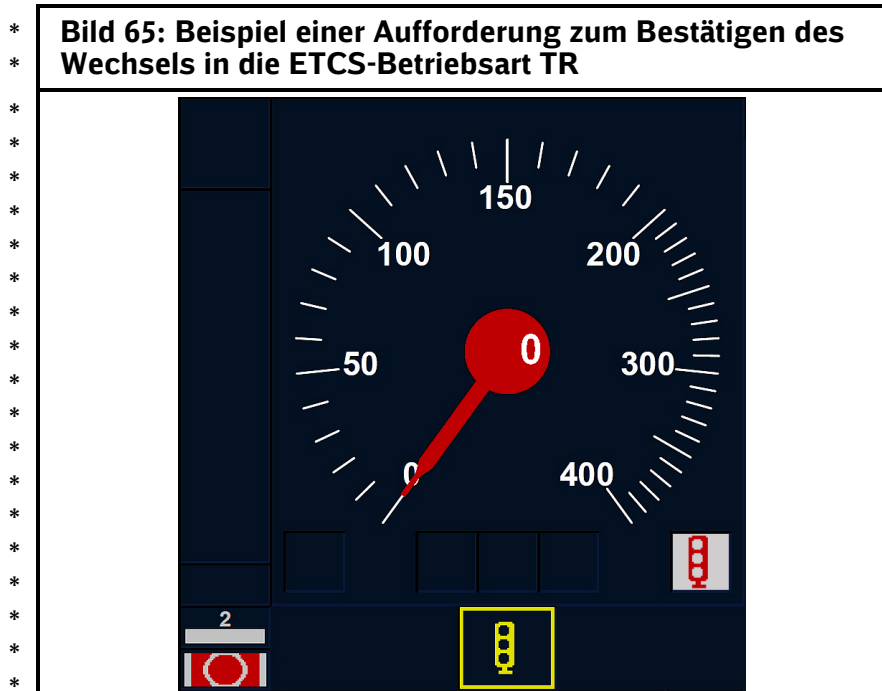 * Bild 65: Beispiel einer Aufforderung zum Bestätigen des
* Wechsels in die ETCS-Betriebsart TR
*
*
* 150
*
* 100 200
*
*
* 0
* 50 300
*
*
* 0 400
*
*
*
* 2
*